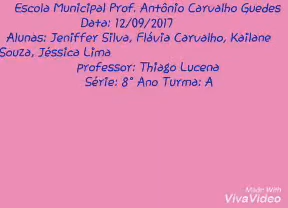 Escola Municipal Prof. Antônio Carvalho Guedes
Data: 12/09/2017
Alunas: Jeniffer Silva, Flávia Carvalho, Kailane
Souza, Jéssica Lima
professor: Thiago Lucena
Série: 8° Ano Turma: A
Made With
VivaVideo